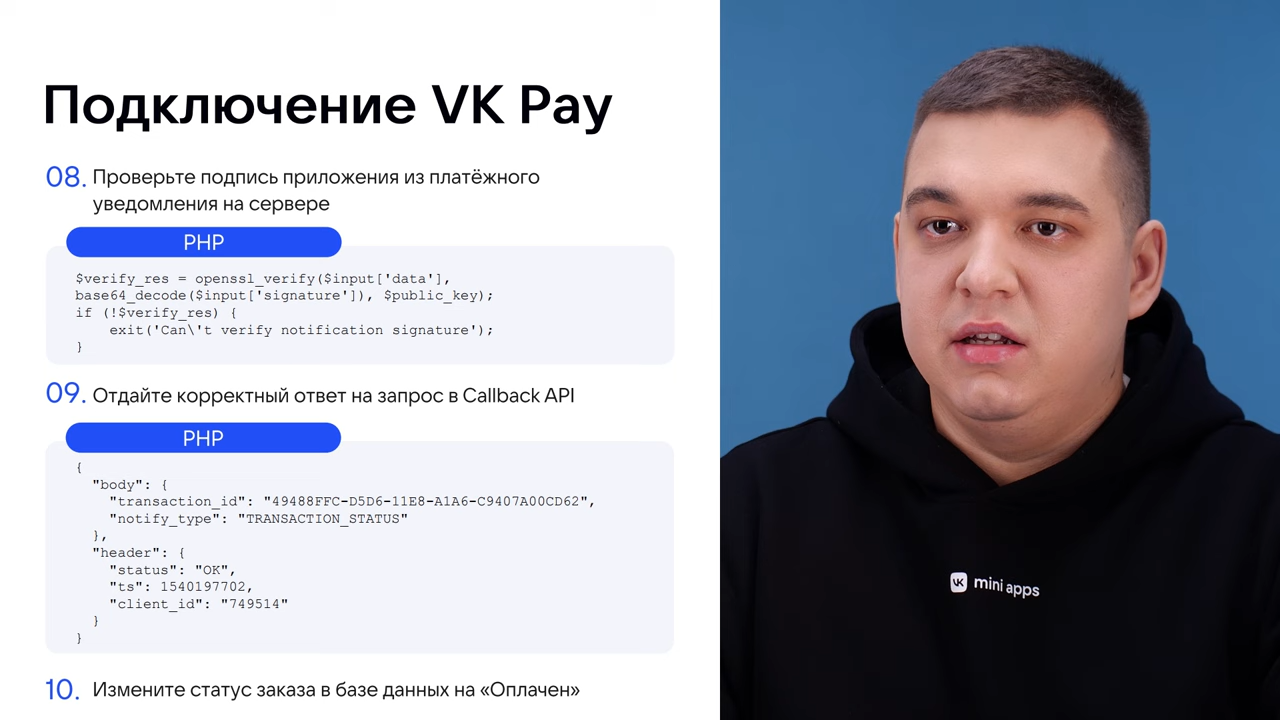 Подключение VK Pay
08. Проверьте подпись приложения из платёжного
уведомления на сервере
PHP
$verify_res = openssl_verify($input['data'],
base64_decode($input['signature']), $public_key);
if (!$verify_res) {
    exit('Can\'t verify notification signature');
}
09. Отдайте корректный ответ на запрос в Callback API
PHP
{
  "body": {
    "transaction_id": "49488FFC-D5D6-11E8-A1A6-C9407A00CD62",
    "notify_type": "TRANSACTION_STATUS"
  },
  "header": {
    "status": "OK",
    "ts": 1540197702,
    "client_id": "749514"
  }
}
10. Измените статус заказа в базе данных на «Оплачен»
VK mini apps